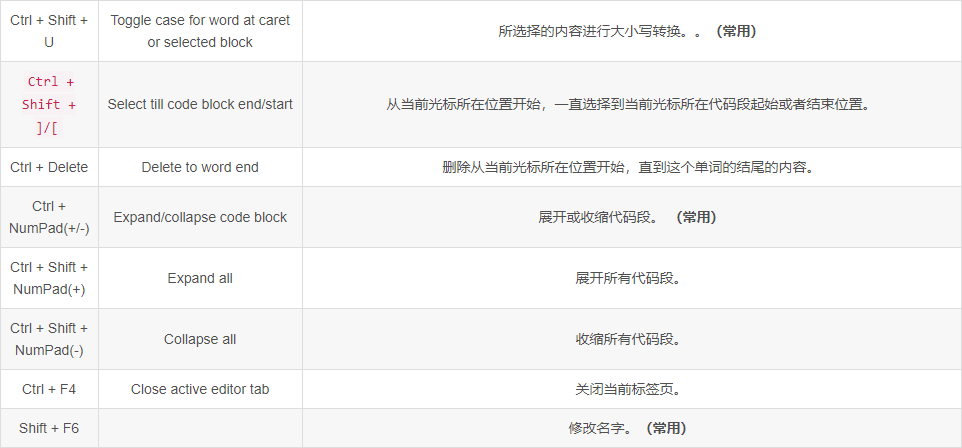 Ctrl + Shift +
U
Toggle case for word at caret
or selected block
所选择的内容进行大小写转换。。（常用）
Ctrl +
Shift +
]/[
Select till code block end/start
从当前光标所在位置开始，一直选择到当前光标所在代码段起始或者结束位置。
Ctrl + Delete
Delete to word end
删除从当前光标所在位置开始，直到这个单词的结尾的内容。
Ctrl +
NumPad(+/-)
Expand/collapse code block
展开或收缩代码段。 （常用）
Ctrl + Shift +
NumPad(+)
Expand all
展开所有代码段。
Ctrl + Shift +
NumPad(-)
Collapse all
收缩所有代码段。
Ctrl + F4
Close active editor tab
关闭当前标签页。
Shift + F6
修改名字。（常用）